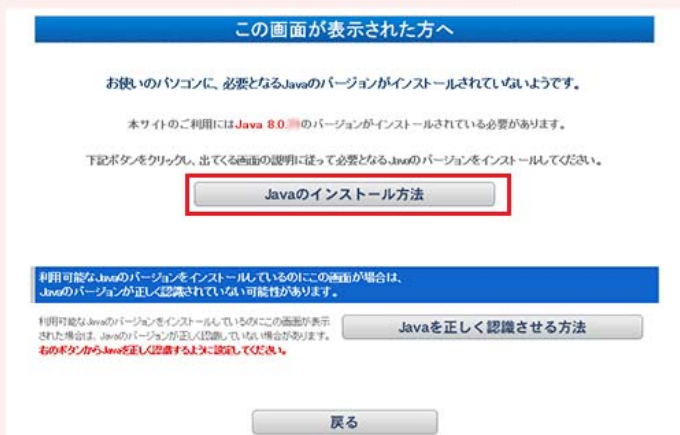 この画面が表示された方へ
お使いのパソコンに、必要となるJavaのバージョンがインストールされていないようです。
本サイトのご利用にはJava 8.0.のバージョンがインストールされている必要があります。
下記ボタンをクリックし、出てくる画面の説明に従って必要となるJavaのバージョンをインストールしてください。
Javaのインストール方法
利用可能なJavaのバージョンをインストールしているのにこの画面が場合は、
Javaのバージョンが正しく認識されていない可能性があります。
利用可能なJavaのバージョンをインストールしているのにこの画面が表示
された場合は、Javaのバージョンが正しく認識していない場合があります。
右のボタンからJavaを正しく認識するように設定してください。
Javaを正しく認識させる方法
戻る